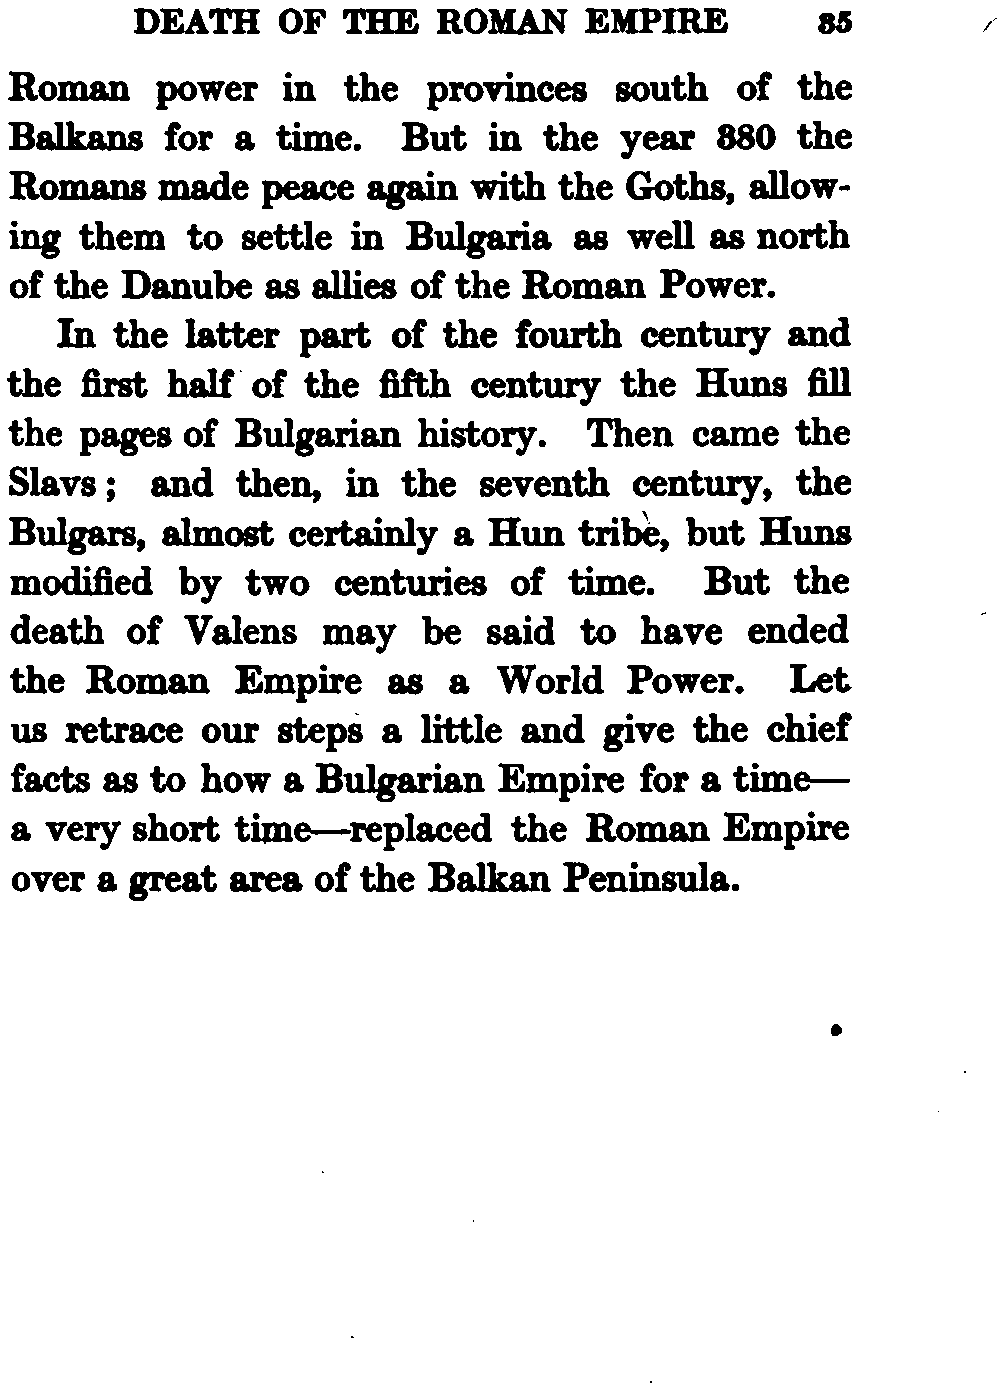 DEATH OF THE ROMAN EMPIRE 35
Roman power in the provinces south of the
Balkans for a time. But in the year 380 the
Romans made peace again with the Goths, allow-
ing them to settle in Bulgaria as well as north
of the Danube as allies of the Roman Power.
In the latter part of the fourth century and
the first half of the fifth century the Huns fill
the pages of Bulgarian history. Then came the
Slavs; and then, in the seventh century, the
Bulgars, almost certainly a Hun tribe, but Huns
modified by two centuries of time. But the
death of Valens may be said to have ended
the Roman Empire as a World Power. Let
us retrace our steps a little and give the chief
facts as to how a Bulgarian Empire for a time—
a very short time—replaced the Roman Empire
over a great area of the Balkan Peninsula.